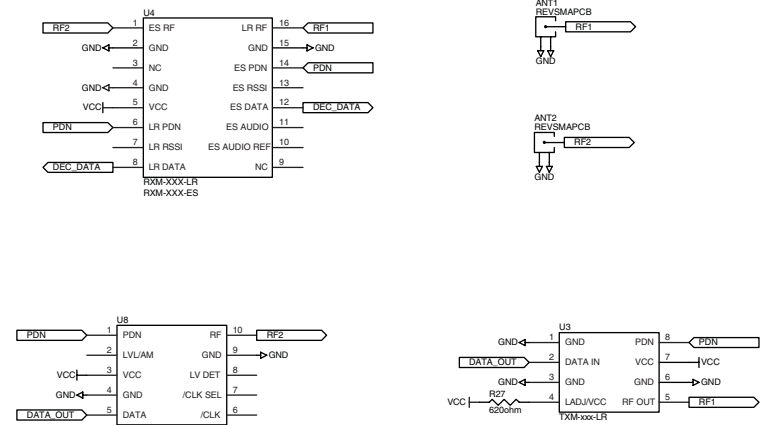 U4
RF2 1 ES RF LR RF 16 RF1
GND 2 GND GND 15 GND
3 NC ES PDN 14 PDN
GND 4 GND ES RSSI 13
VCC 5 VCC ES DATA 12 DEC_DATA
PDN 6 LR PDN ES AUDIO 11
7 LR RSSI ES AUDIO REF 10
DEC_DATA 8 LR DATA NC 9
RXM-XXX-LR
RXM-XXX-ES
ANT1
REVSMAPCB
RF1
GND
ANT2
REVSMAPCB
RF2
GND
U8
PDN 1 PDN RF 10 RF2
2 LVL/AM GND 9 GND
VCC 3 VCC LV DET 8
GND 4 GND /CLK SEL 7
DATA_OUT 5 DATA /CLK 6
U3
GND 1 GND PDN 8 PDN
DATA_OUT 2 DATA IN VCC 7 VCC
GND 3 GND GND 6 GND
VCC R27 4 LADJ/VCC RF OUT 5 RF1
620ohm
TXM-xxx-LR